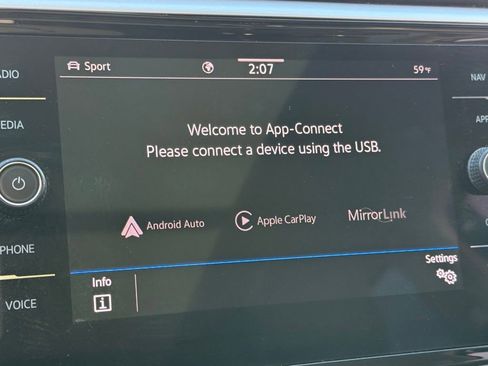 Sport 2:07 59°F
ADIO NAV
EDIA APP
Welcome to App-Connect
Please connect a device using the USB.
Android Auto Apple CarPlay MirrorLink
PHONE
Info Settings
VOICE